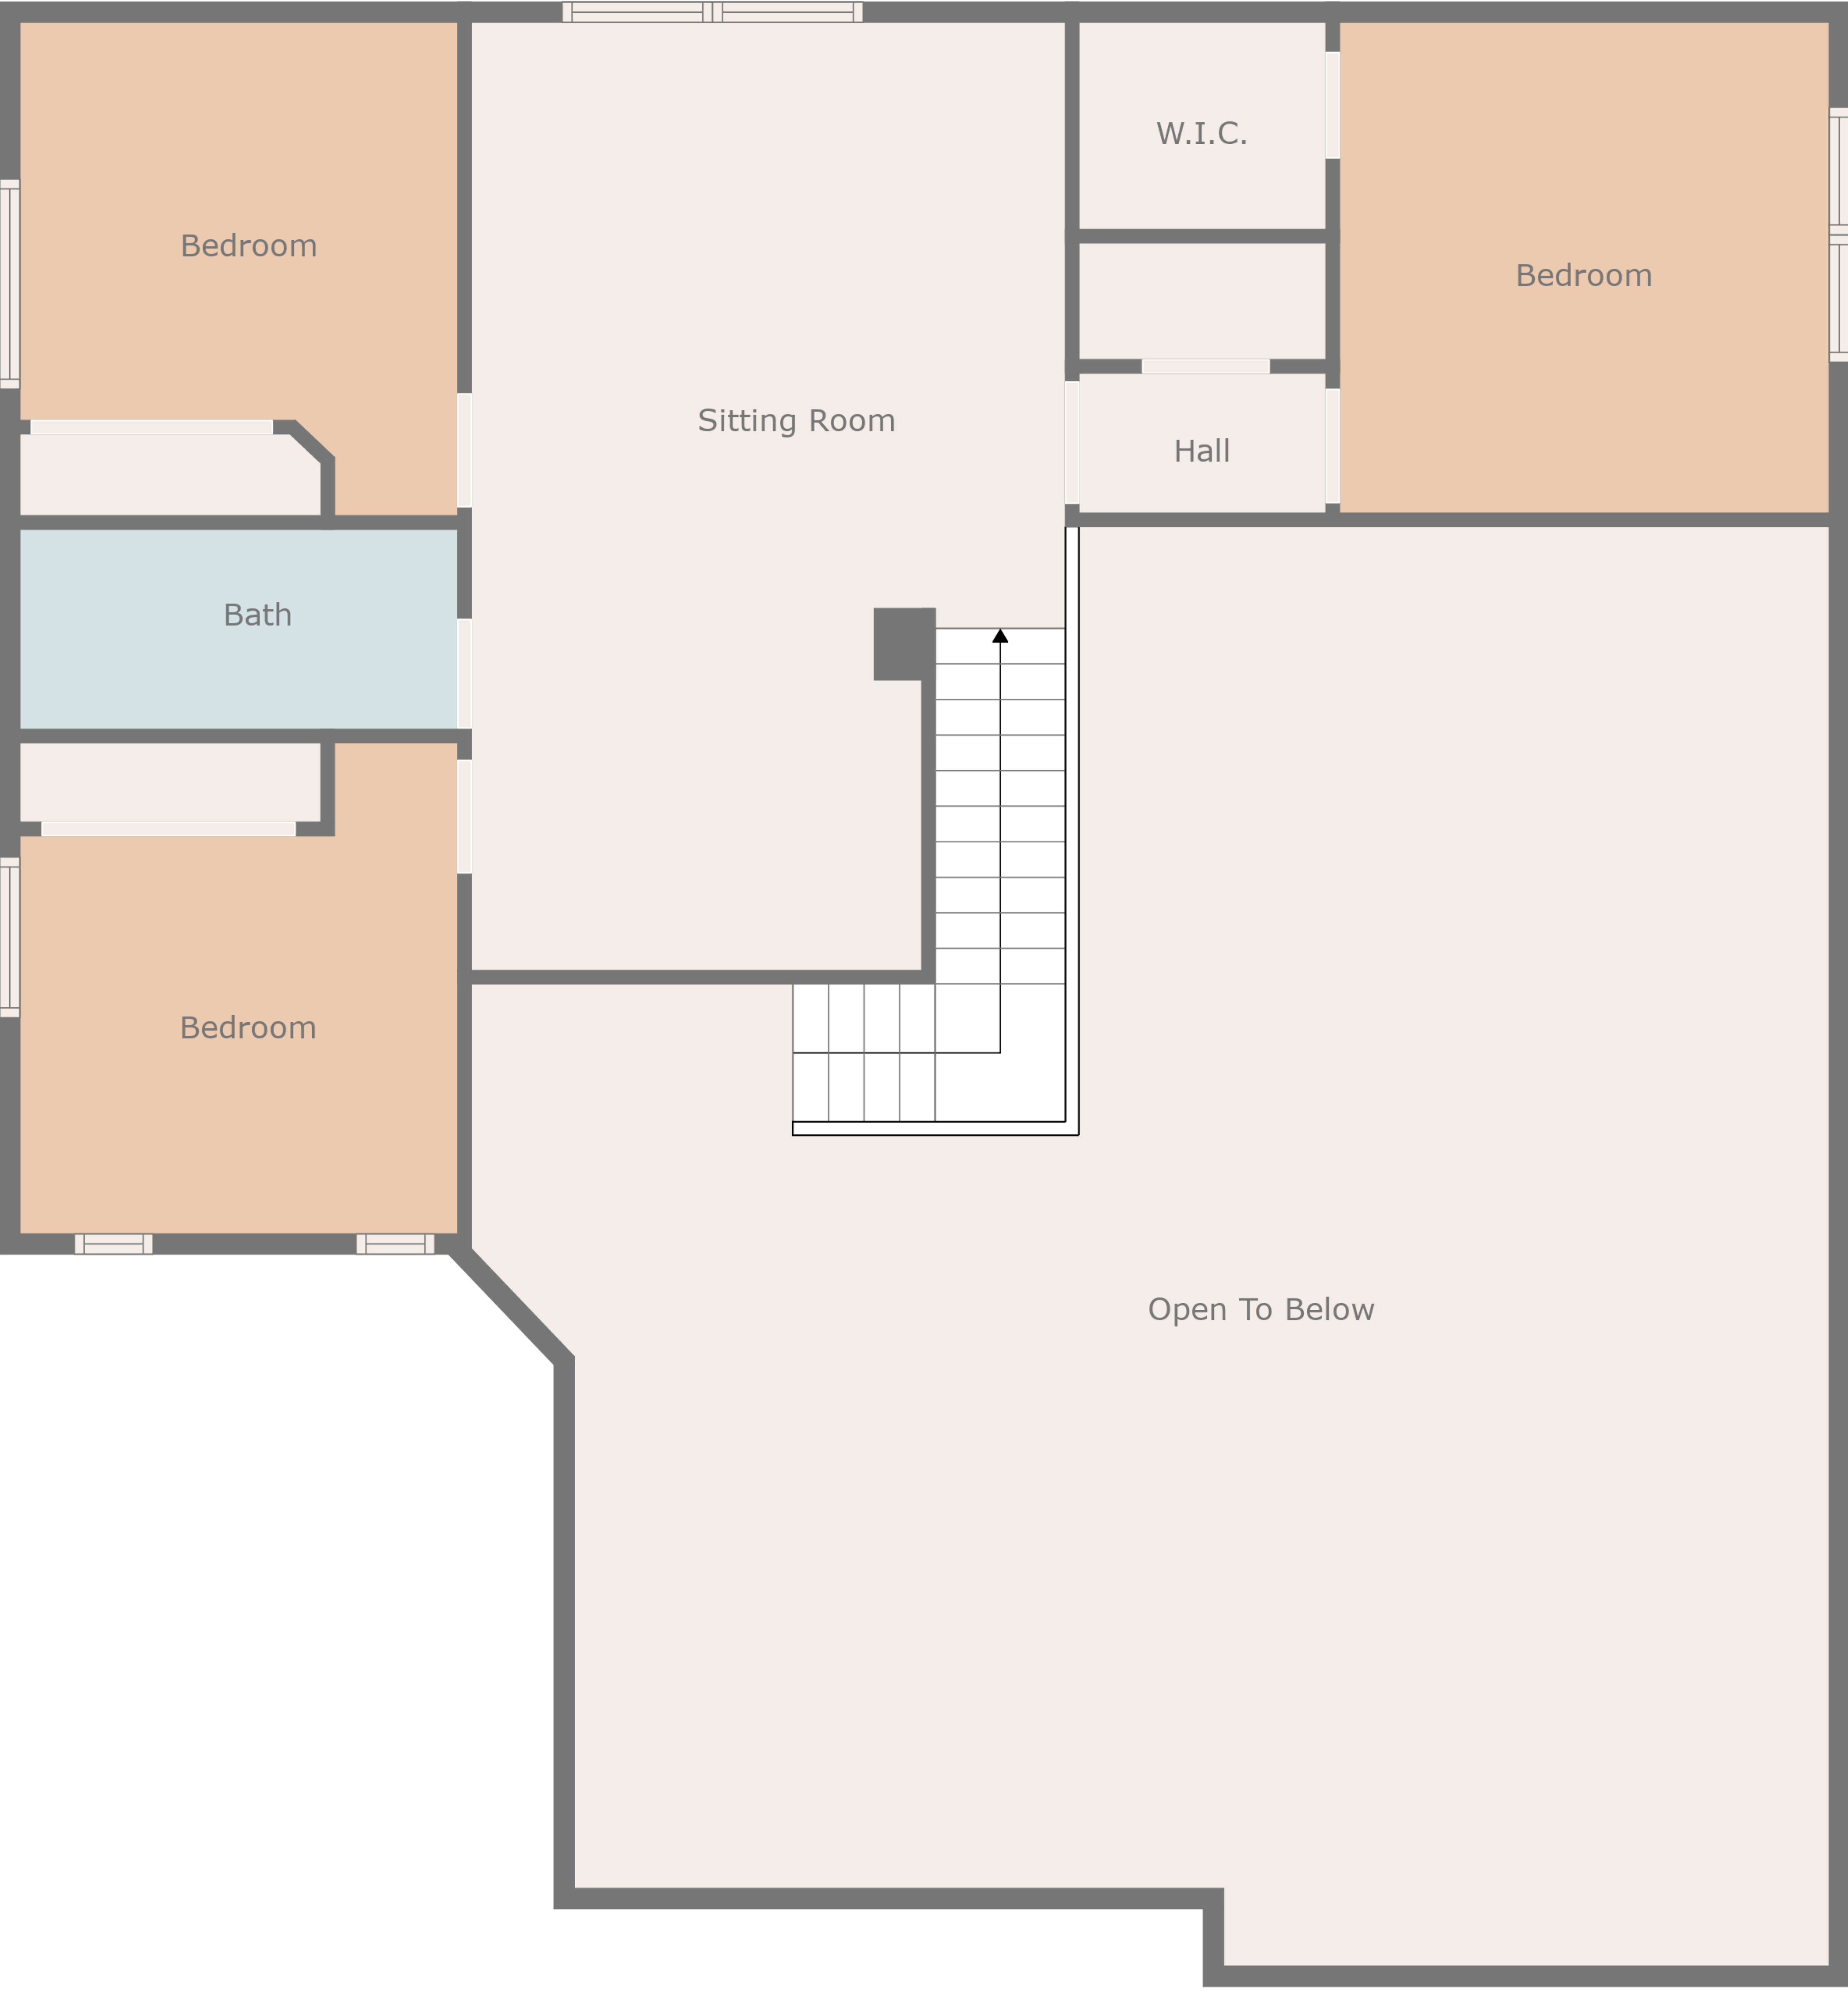 W.I.C.
Bedroom
Bedroom
Sitting Room
Hall
Bath
Bedroom
Open To Below